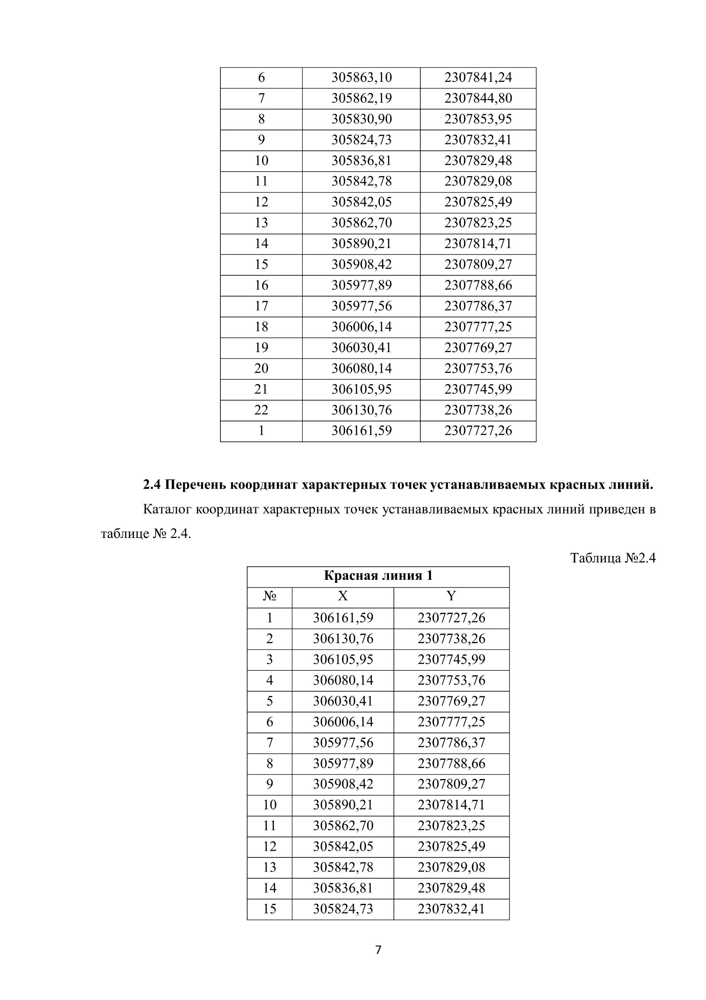 6 305863,10 2307841,24
7 305862,19 2307844,80
8 305830,90 2307853,95
9 305824,73 2307832,41
10 305836,81 2307829,48
11 305842,78 2307829,08
12 305842,05 2307825,49
13 305862,70 2307823,25
14 305890,21 2307814,71
15 305908,42 2307809,27
16 305977,89 2307788,66
17 305977,56 2307786,37
18 306006,14 2307777,25
19 306030,41 2307769,27
20 306080,14 2307753,76
21 306105,95 2307745,99
22 306130,76 2307738,26
1 306161,59 2307727,26
2.4 Перечень координат характерных точек устанавливаемых красных линий.
Каталог координат характерных точек устанавливаемых красных линий приведен в
таблице № 2.4.
Таблица №2.4
Красная линия 1
№ X Y
1 306161,59 2307727,26
2 306130,76 2307738,26
3 306105,95 2307745,99
4 306080,14 2307753,76
5 306030,41 2307769,27
6 306006,14 2307777,25
7 305977,56 2307786,37
8 305977,89 2307788,66
9 305908,42 2307809,27
10 305890,21 2307814,71
11 305862,70 2307823,25
12 305842,05 2307825,49
13 305842,78 2307829,08
14 305836,81 2307829,48
15 305824,73 2307832,41
7